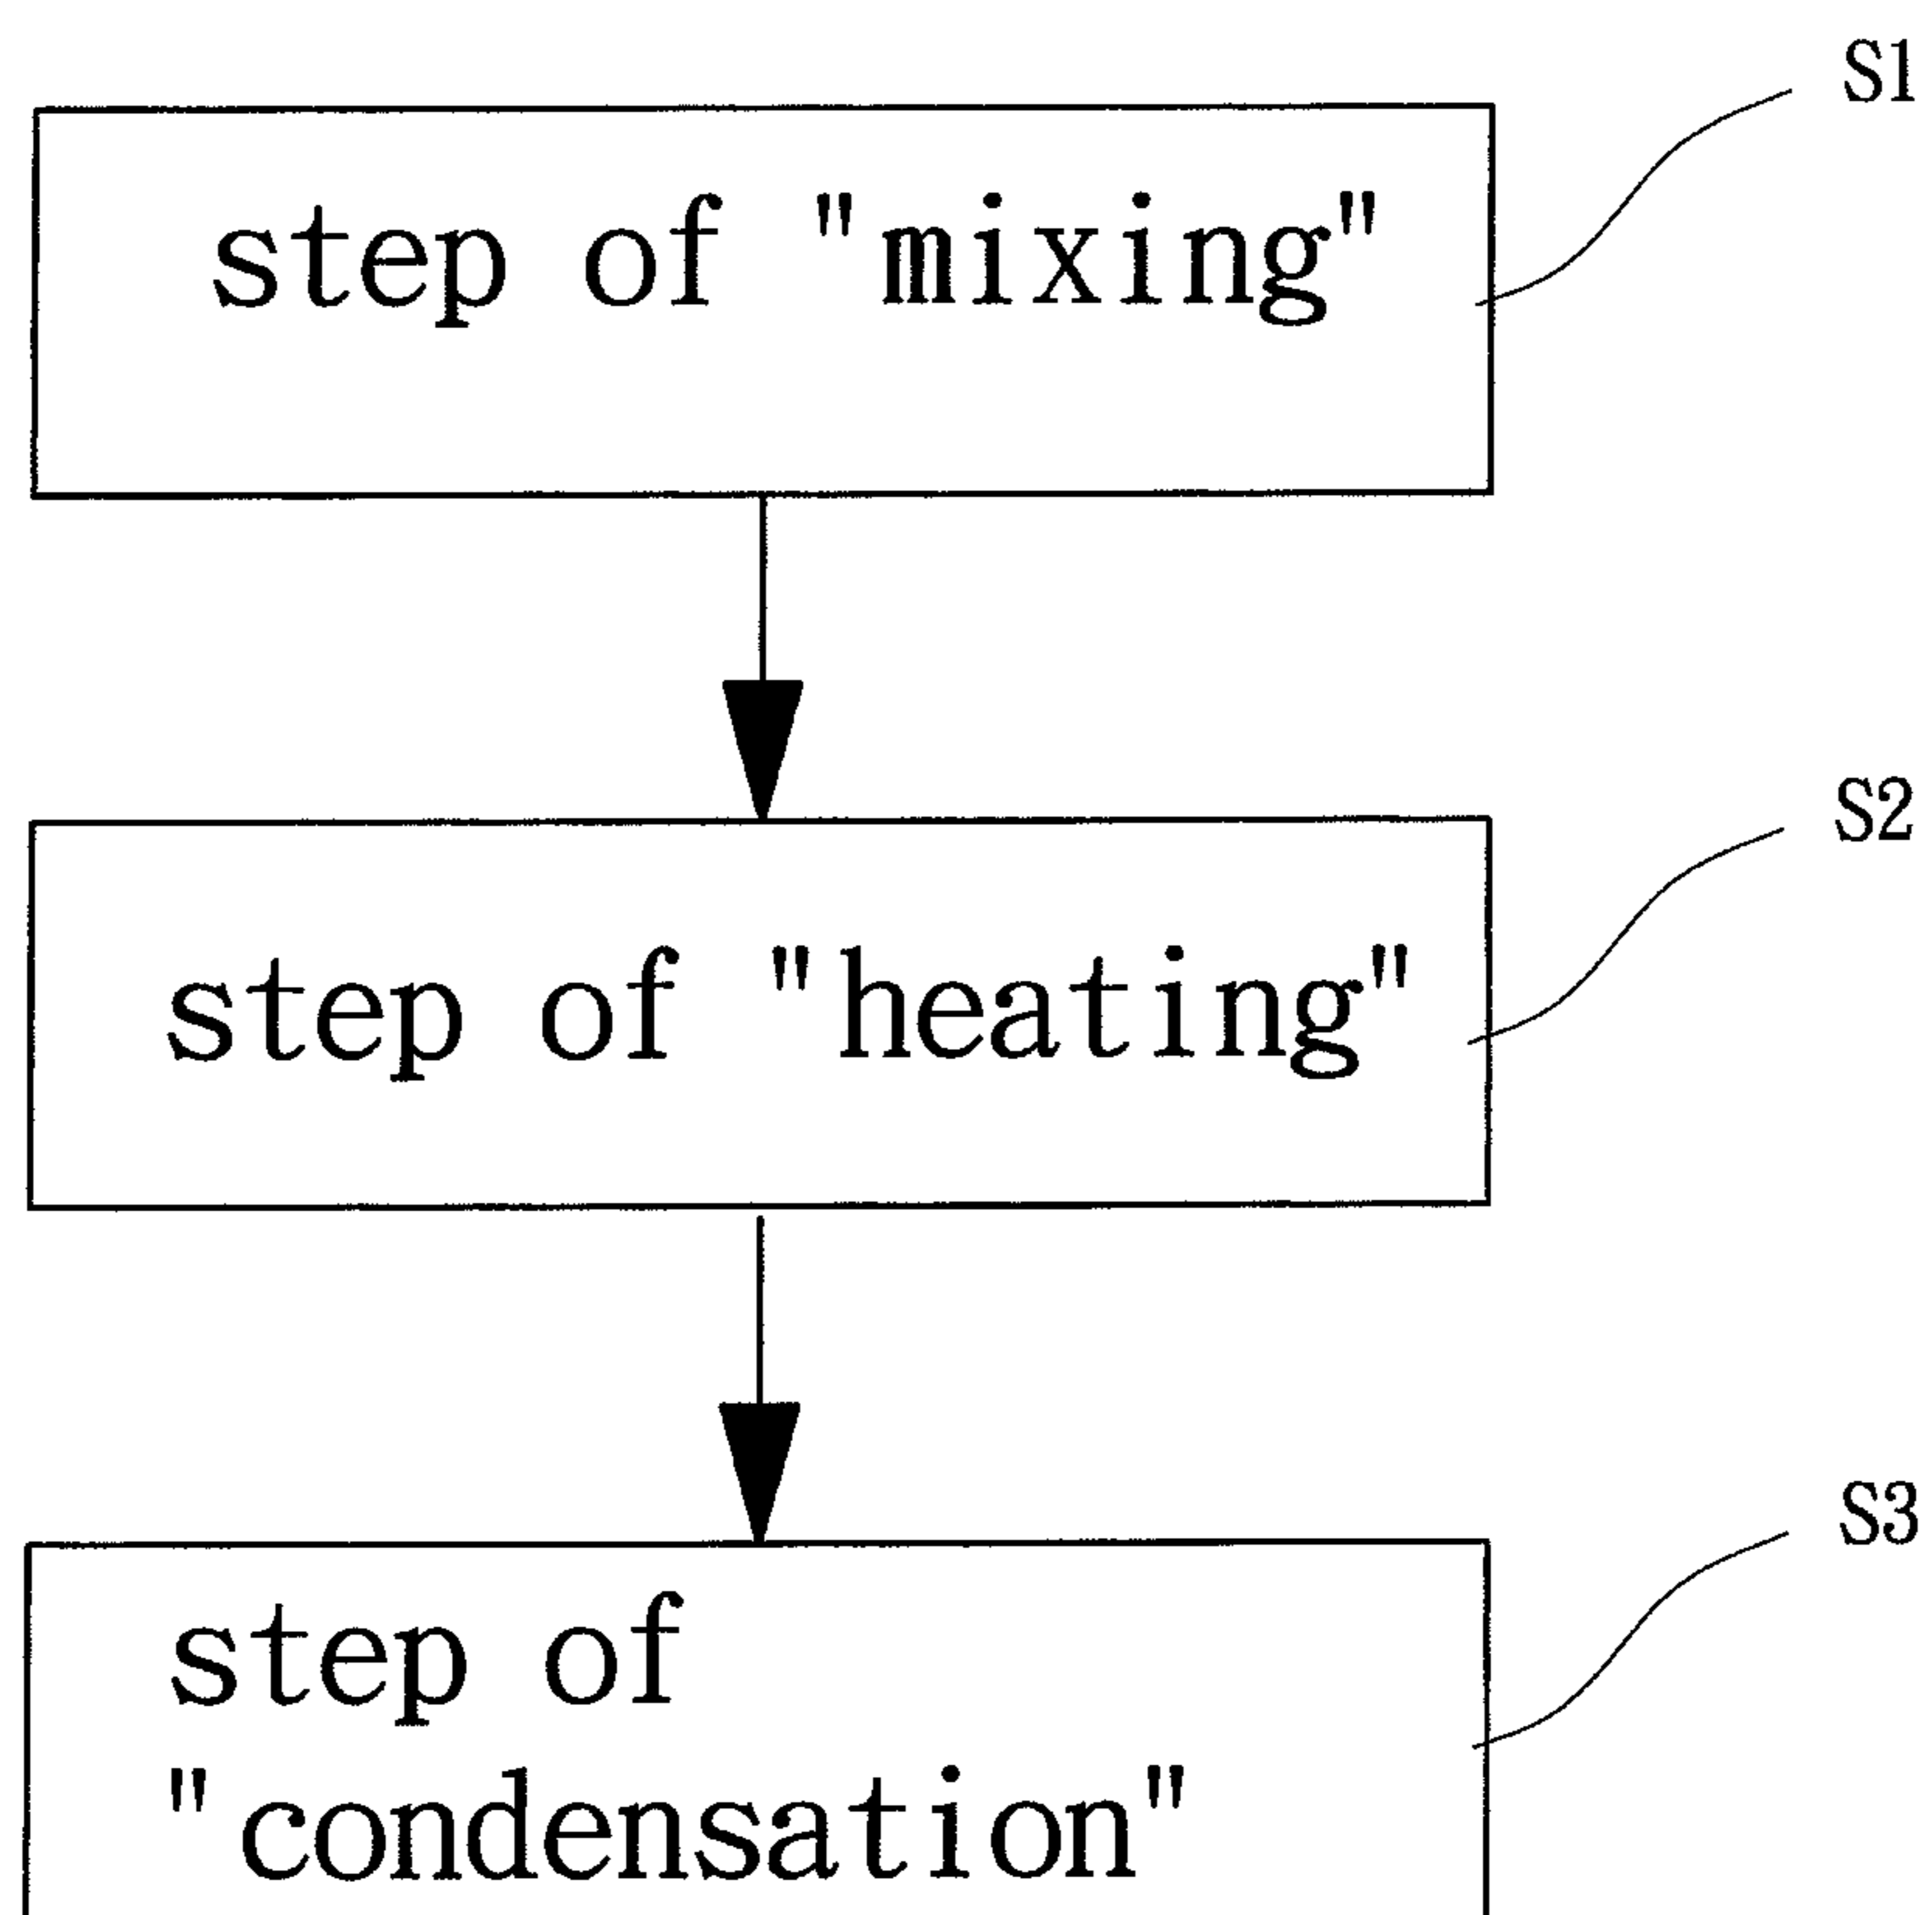 S1
step of "mixing"
S2
step of "heating"
S3
step of
"condensation"